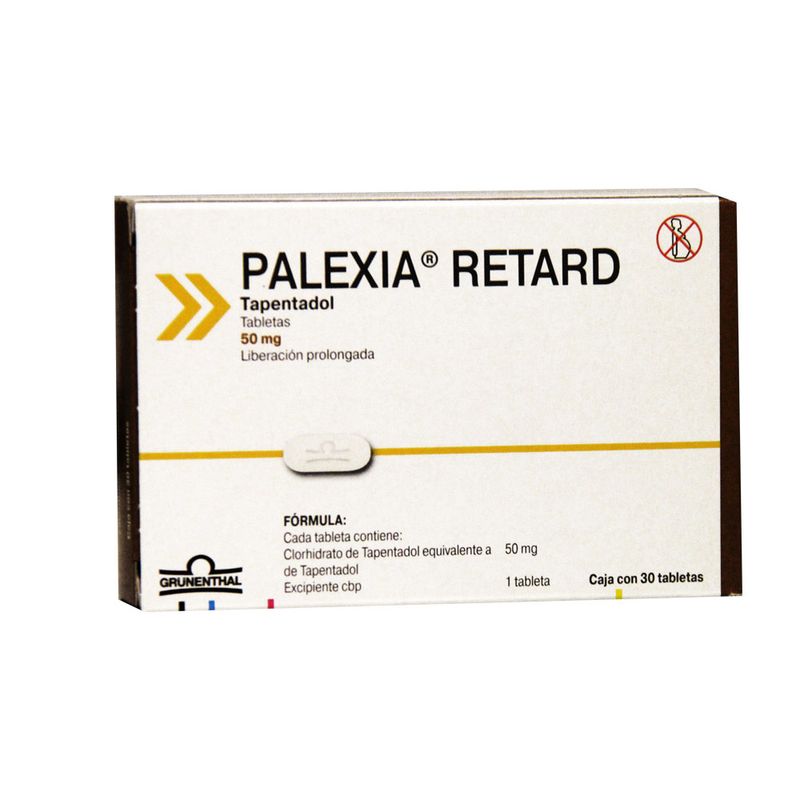 PALEXIA® RETARD
Tapentadol
Tabletas
50 mg
Liberación prolongada
FÓRMULA:
Cada tableta contiene:
Clorhidrato de Tapentadol equivalente a 50 mg
de Tapentadol
Excipiente cbp 1 tableta
Caja con 30 tabletas
GRUNENTHAL